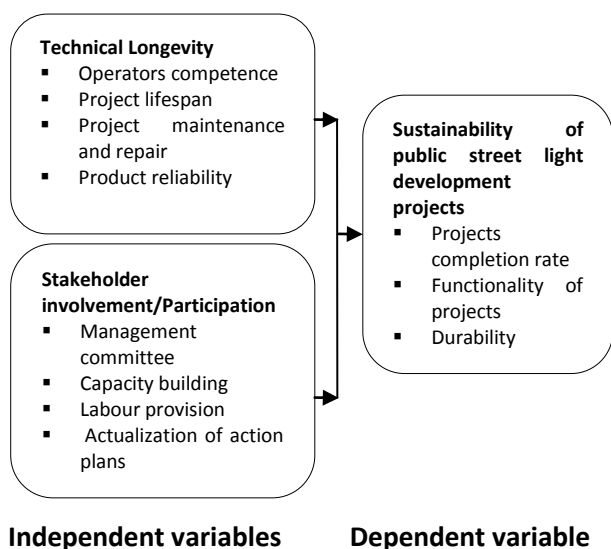 Technical Longevity
▪ Operators competence
▪ Project lifespan
▪ Project maintenance
and repair
▪ Product reliability
Stakeholder
involvement/Participation
▪ Management
committee
▪ Capacity building
▪ Labour provision
▪ Actualization of action
plans
Sustainability of
public street light
development
projects
▪ Projects
completion rate
▪ Functionality of
projects
▪ Durability
Independent variables
Dependent variable